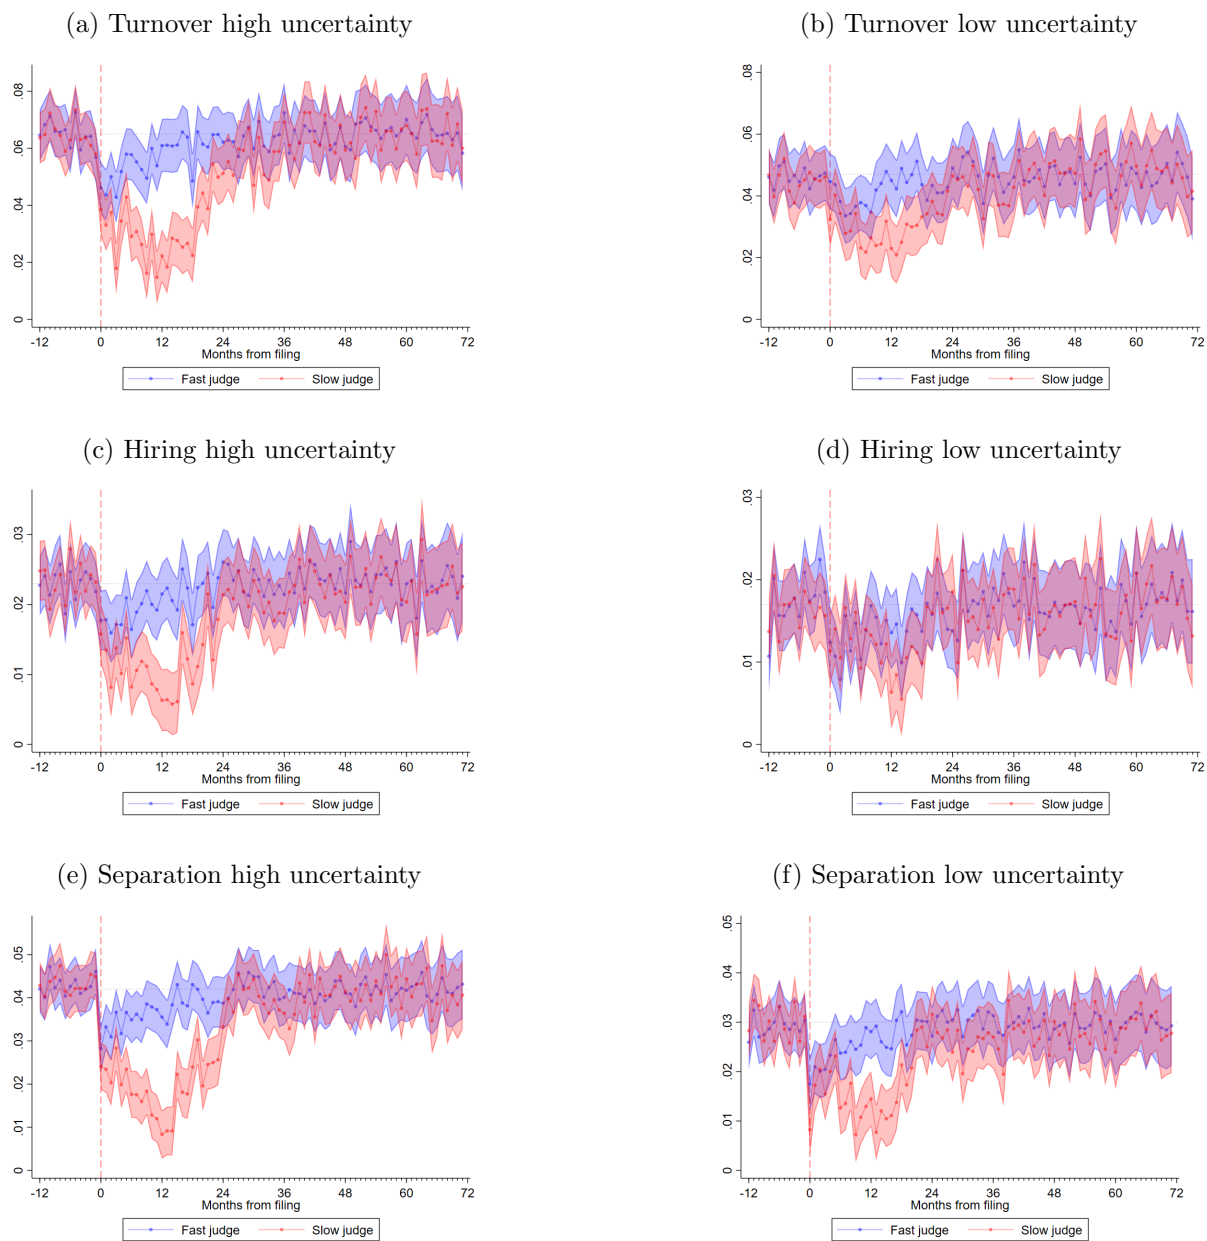 (a) Turnover high uncertainty
.08
.06
.04
.02
0
-12 0 12 24 36 48 60 72
Months from filing
Fast judge Slow judge
(b) Turnover low uncertainty
.08
.06
.04
.02
0
-12 0 12 24 36 48 60 72
Months from filing
Fast judge Slow judge
(c) Hiring high uncertainty
.03
.02
.01
0
-12 0 12 24 36 48 60 72
Months from filing
Fast judge Slow judge
(d) Hiring low uncertainty
.03
.02
.01
0
-12 0 12 24 36 48 60 72
Months from filing
Fast judge Slow judge
(e) Separation high uncertainty
.05
.04
.03
.02
.01
0
-12 0 12 24 36 48 60 72
Months from filing
Fast judge Slow judge
(f) Separation low uncertainty
.05
.04
.03
.02
.01
0
-12 0 12 24 36 48 60 72
Months from filing
Fast judge Slow judge